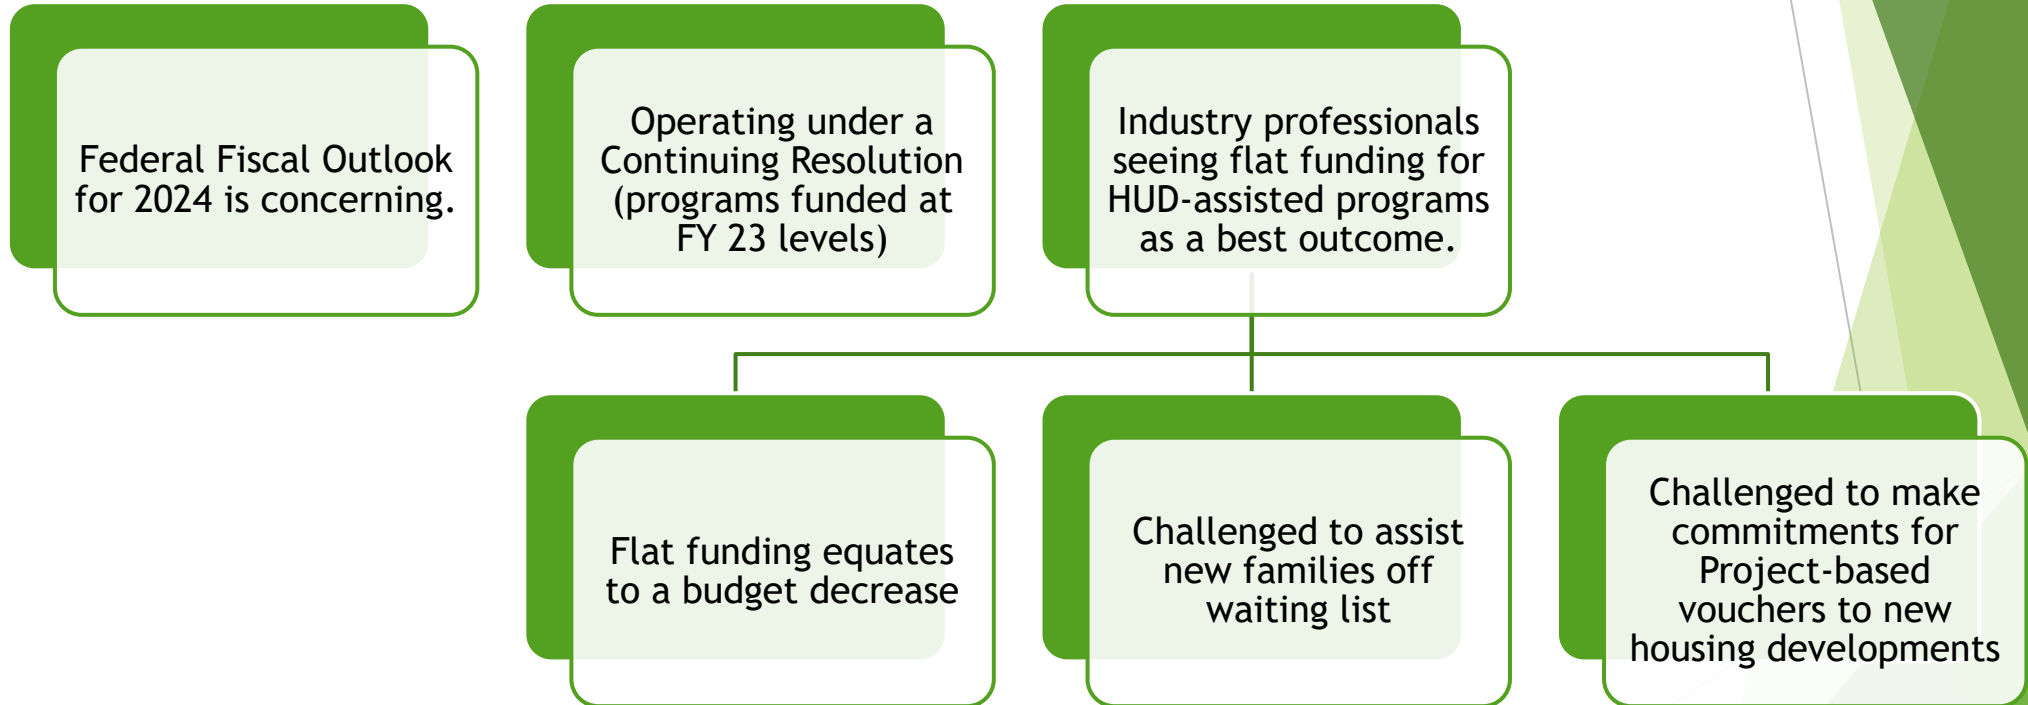 Federal Fiscal Outlook
for 2024 is concerning.
Operating under a
Continuing Resolution
(programs funded at
FY 23 levels)
Industry professionals
seeing flat funding for
HUD-assisted programs
as a best outcome.
Flat funding equates
to a budget decrease
Challenged to assist
new families off
waiting list
Challenged to make
commitments for
Project-based
vouchers to new
housing developments